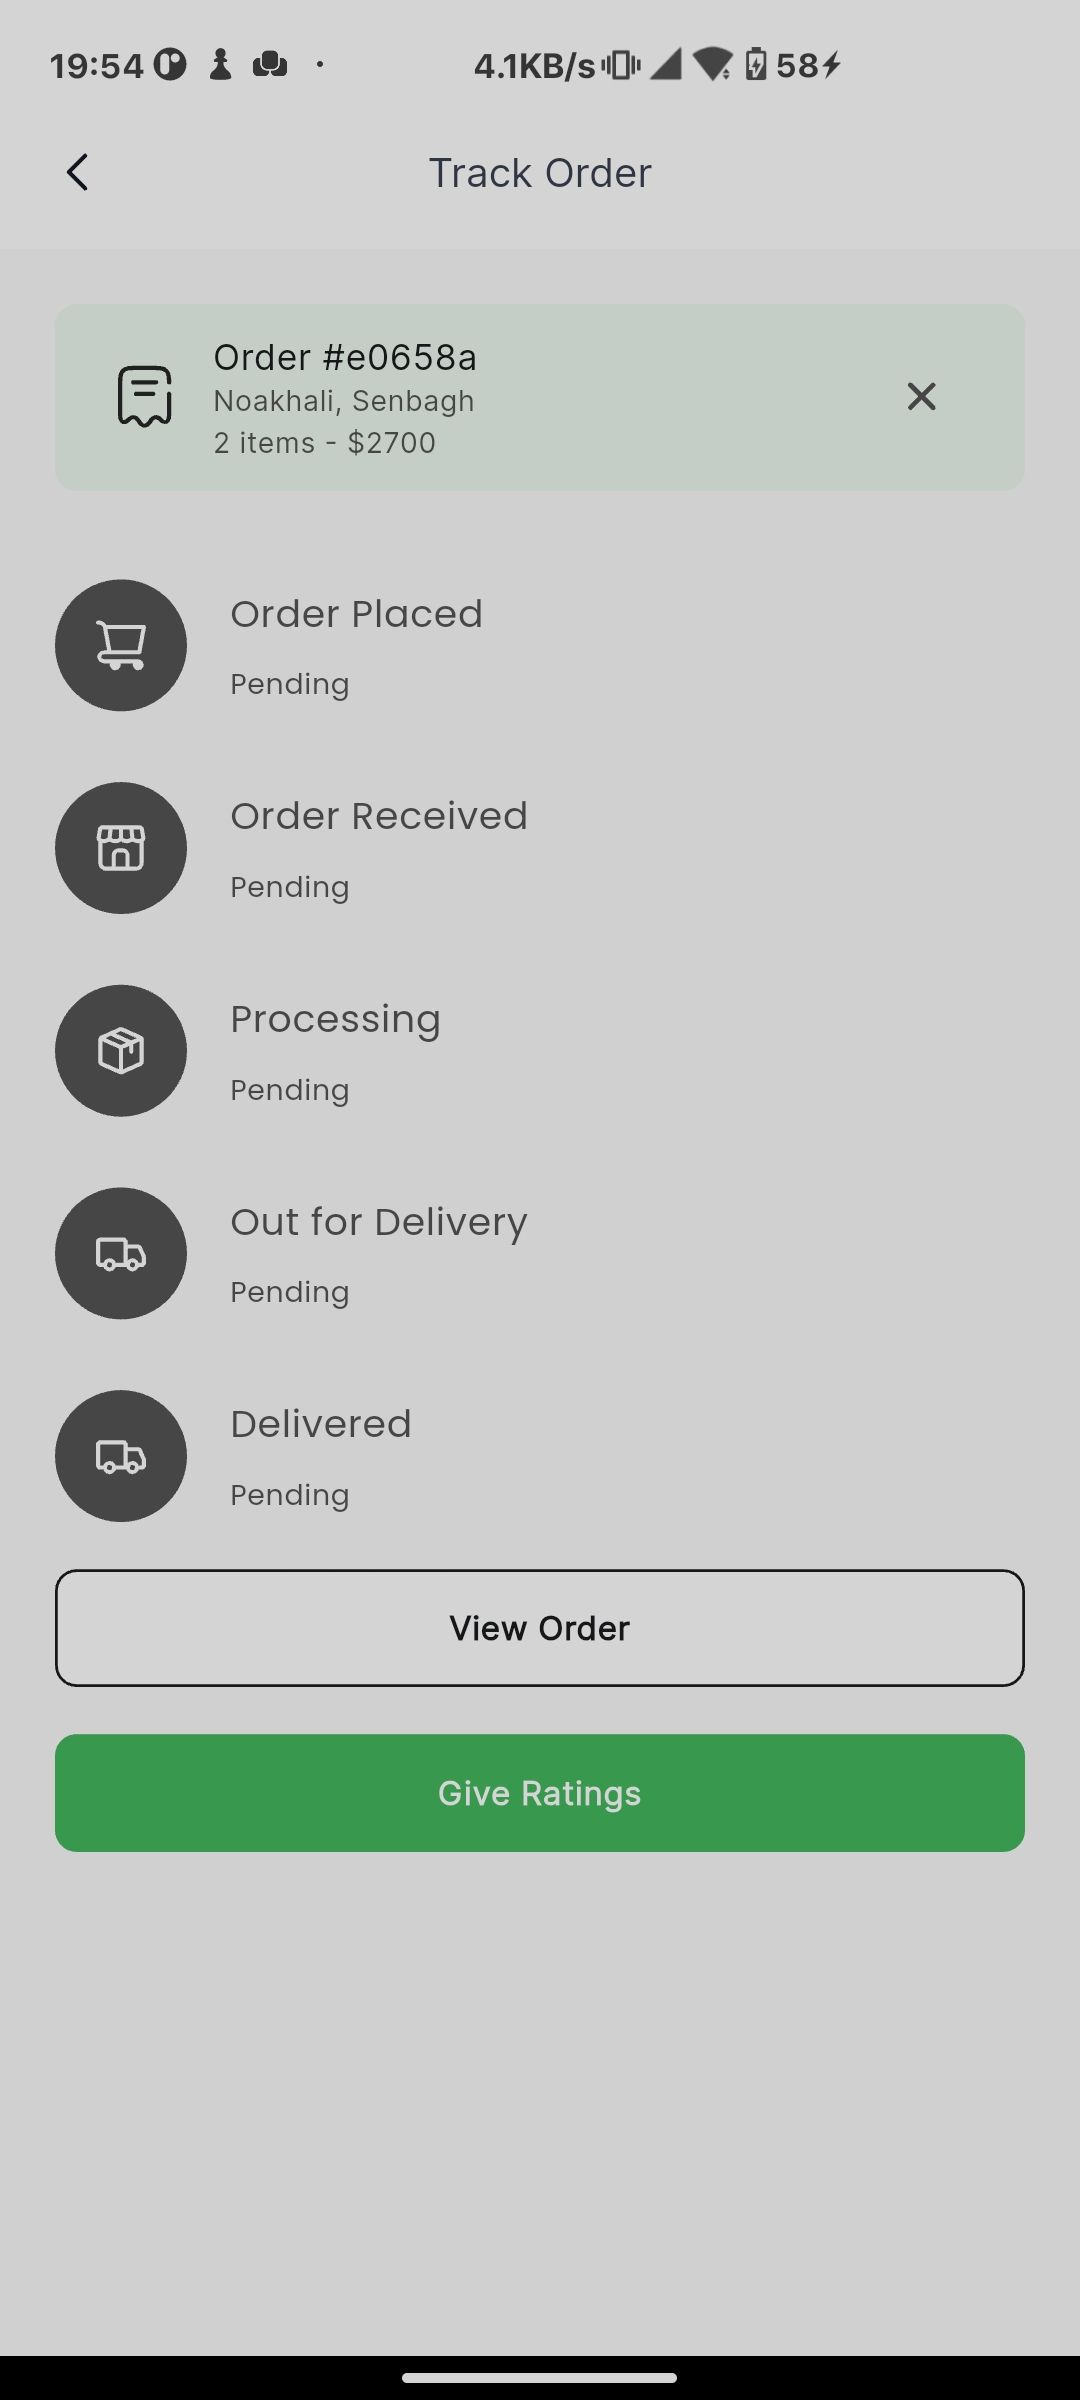 19:54 4.1KB/s 58
Track Order
Order #e0658a
Noakhali, Senbagh
2 items - $2700
Order Placed
Pending
Order Received
Pending
Processing
Pending
Out for Delivery
Pending
Delivered
Pending
View Order
Give Ratings